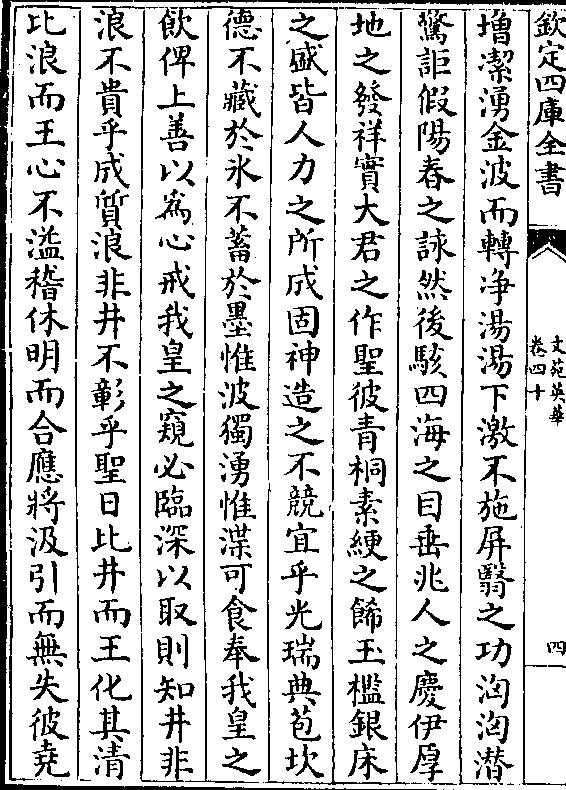 欽定四庫全書
文苑英華
卷四十
四
增潔湧金波而轉净湯湯下激不施屏翳之功洶洶潜
驚詎假陽春之詠然後駭四海之目垂兆人之慶伊厚
地之發祥實大君之作聖彼青桐素綆之餙玉檻銀床
之盛皆人力之所成固神造之不競宜乎光瑞典苞坎
德不藏於氷不蓄於墨惟波獨湧惟渫可食奉我皇之
飲俾上善以為心戒我皇之窺必臨深以取則知井非
浪不貴乎成質浪非井不彰乎聖日比井而王化其清
比浪而王心不溢稽休明而合應將汲引而無失彼堯